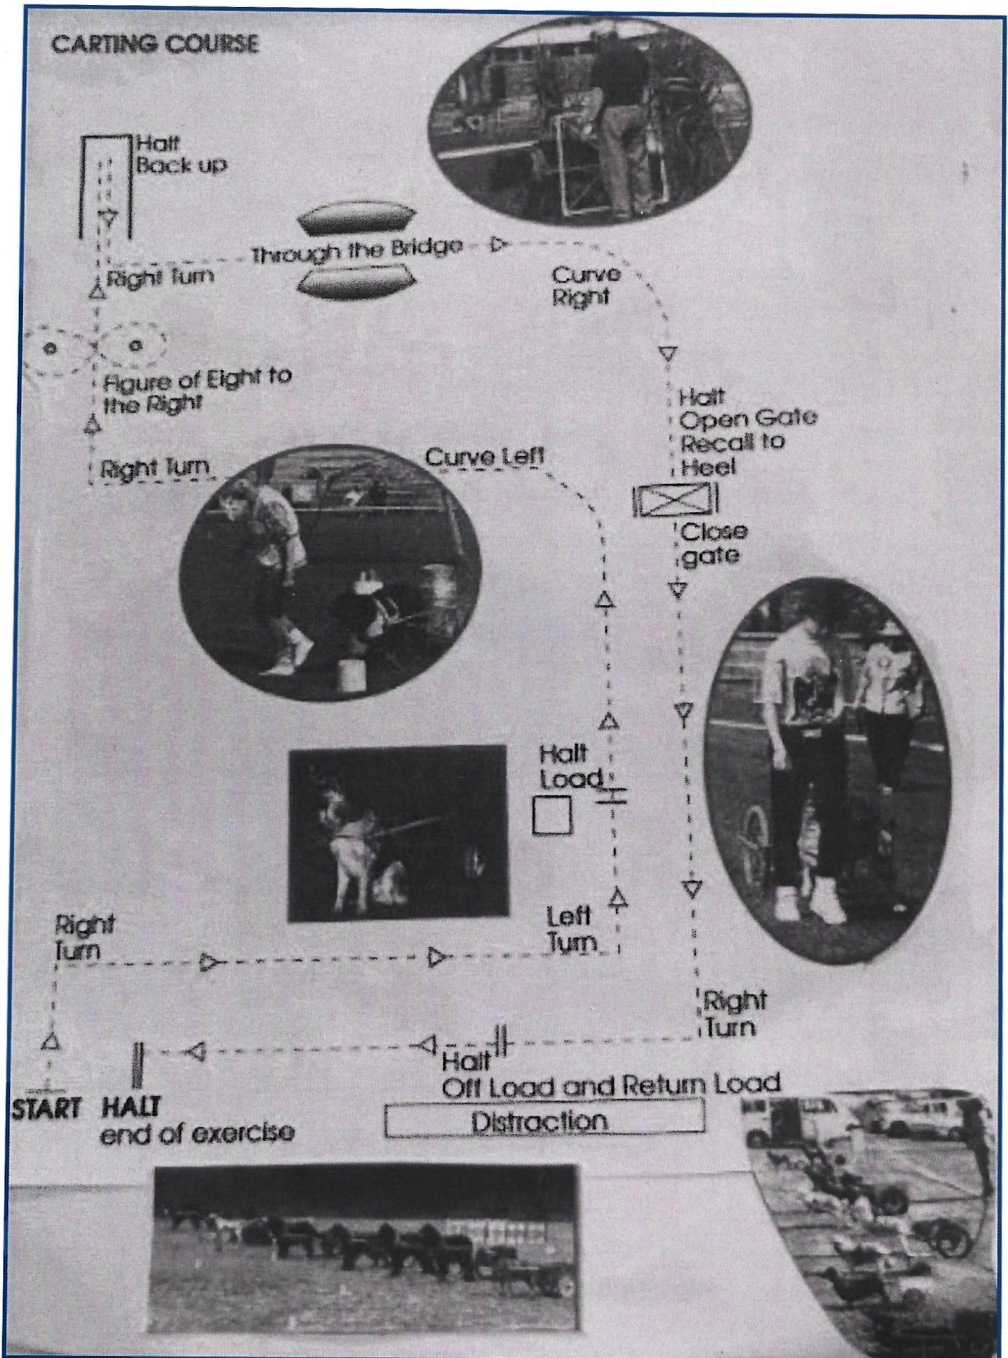 CARTING COURSE
Halt
Back up
Through the Bridge
Right Turn
Curve
Right
Figure of Eight to
the Right
Halt
Open Gate
Recall to
Heel
Right Turn
Curve Left
Close
gate
Halt
Load
Right
Turn
Left
Turn
Right
Turn
Halt
Off Load and Return Load
START
HALT
end of exercise
Distraction